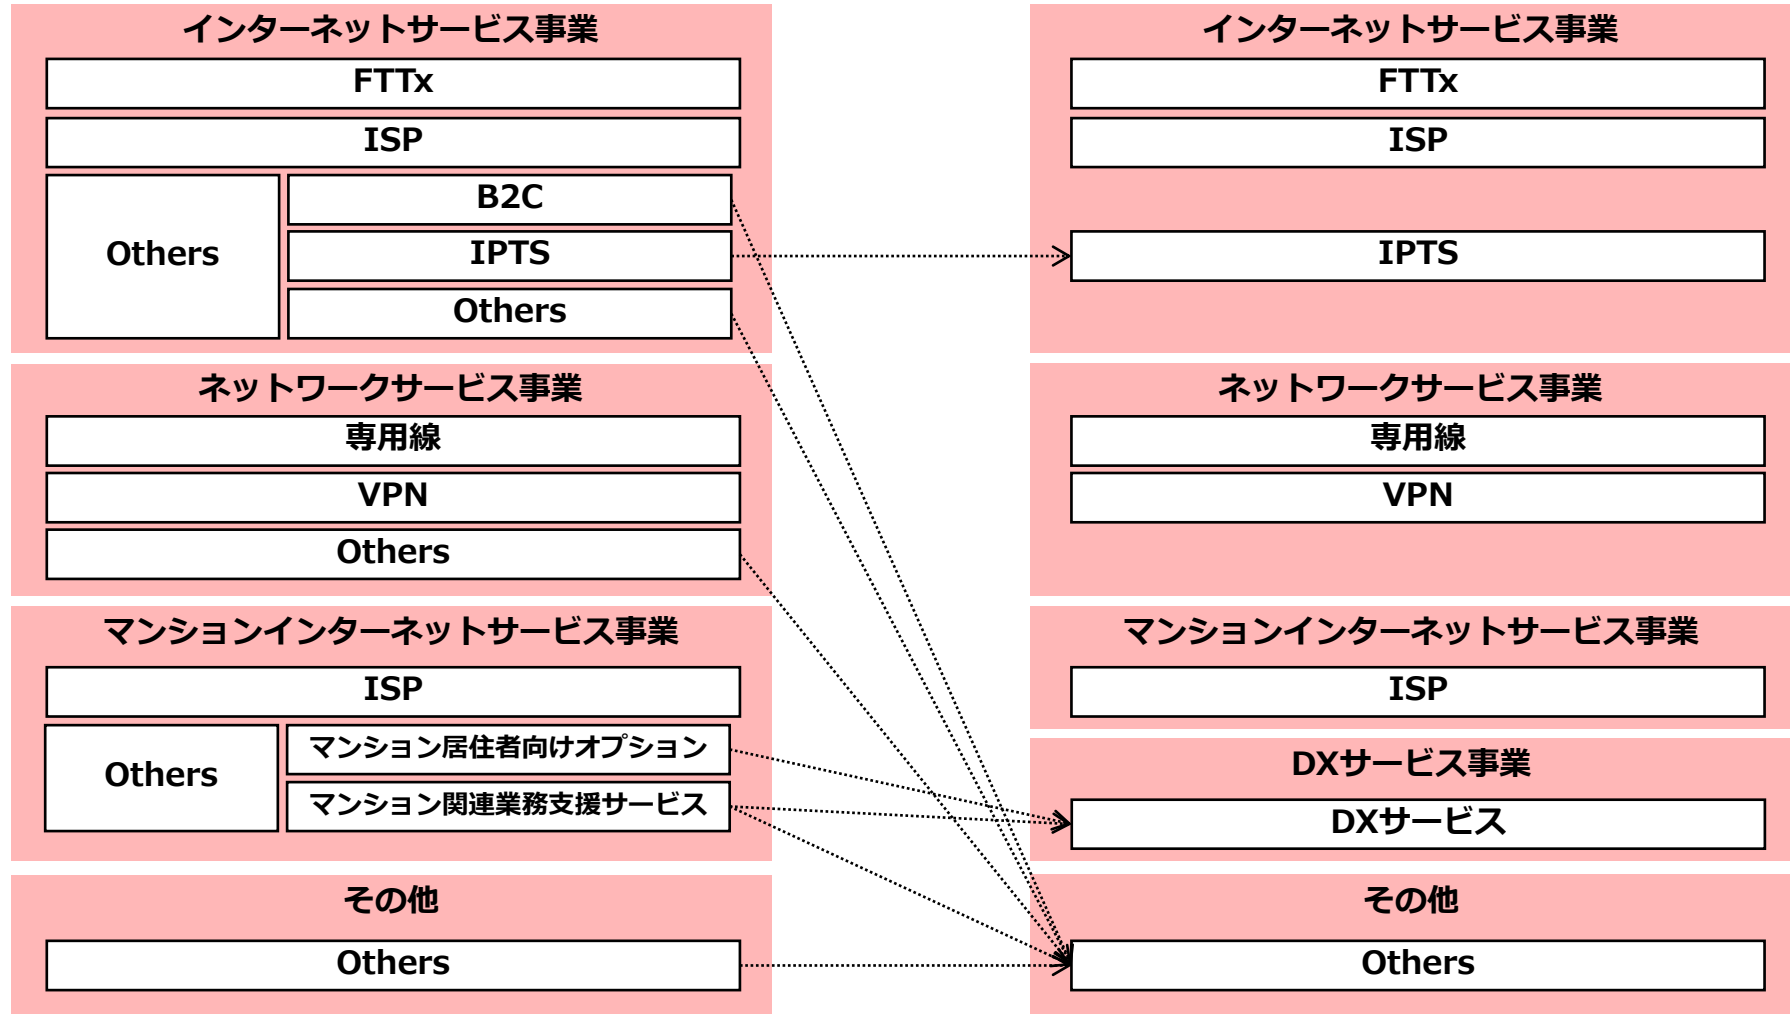 インターネットサービス事業
FTTx
ISP
Others
B2C
IPTS
Others
ネットワークサービス事業
専用線
VPN
Others
マンションインターネットサービス事業
ISP
Others
マンション居住者向けオプション
マンション関連業務支援サービス
その他
Others
インターネットサービス事業
FTTx
ISP
IPTS
ネットワークサービス事業
専用線
VPN
マンションインターネットサービス事業
ISP
DXサービス事業
DXサービス
その他
Others